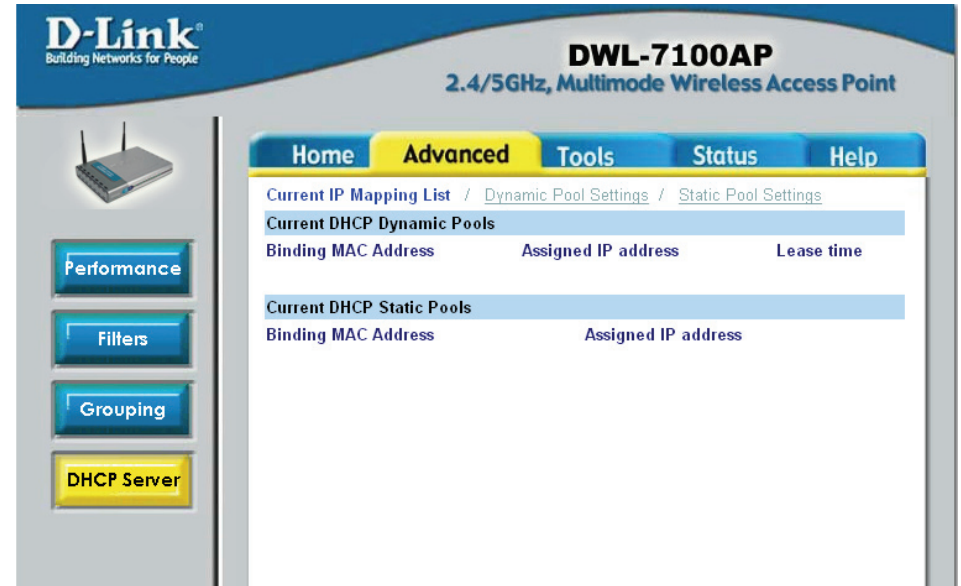 D-Link®
Building Networks for People
DWL-7100AP
2.4/5GHz, Multimode Wireless Access Point
Home Advanced Tools Status Help
Current IP Mapping List / Dynamic Pool Settings / Static Pool Settings
Current DHCP Dynamic Pools
Binding MAC Address Assigned IP address Lease time
Current DHCP Static Pools
Binding MAC Address Assigned IP address
Performance
Filters
Grouping
DHCP Server